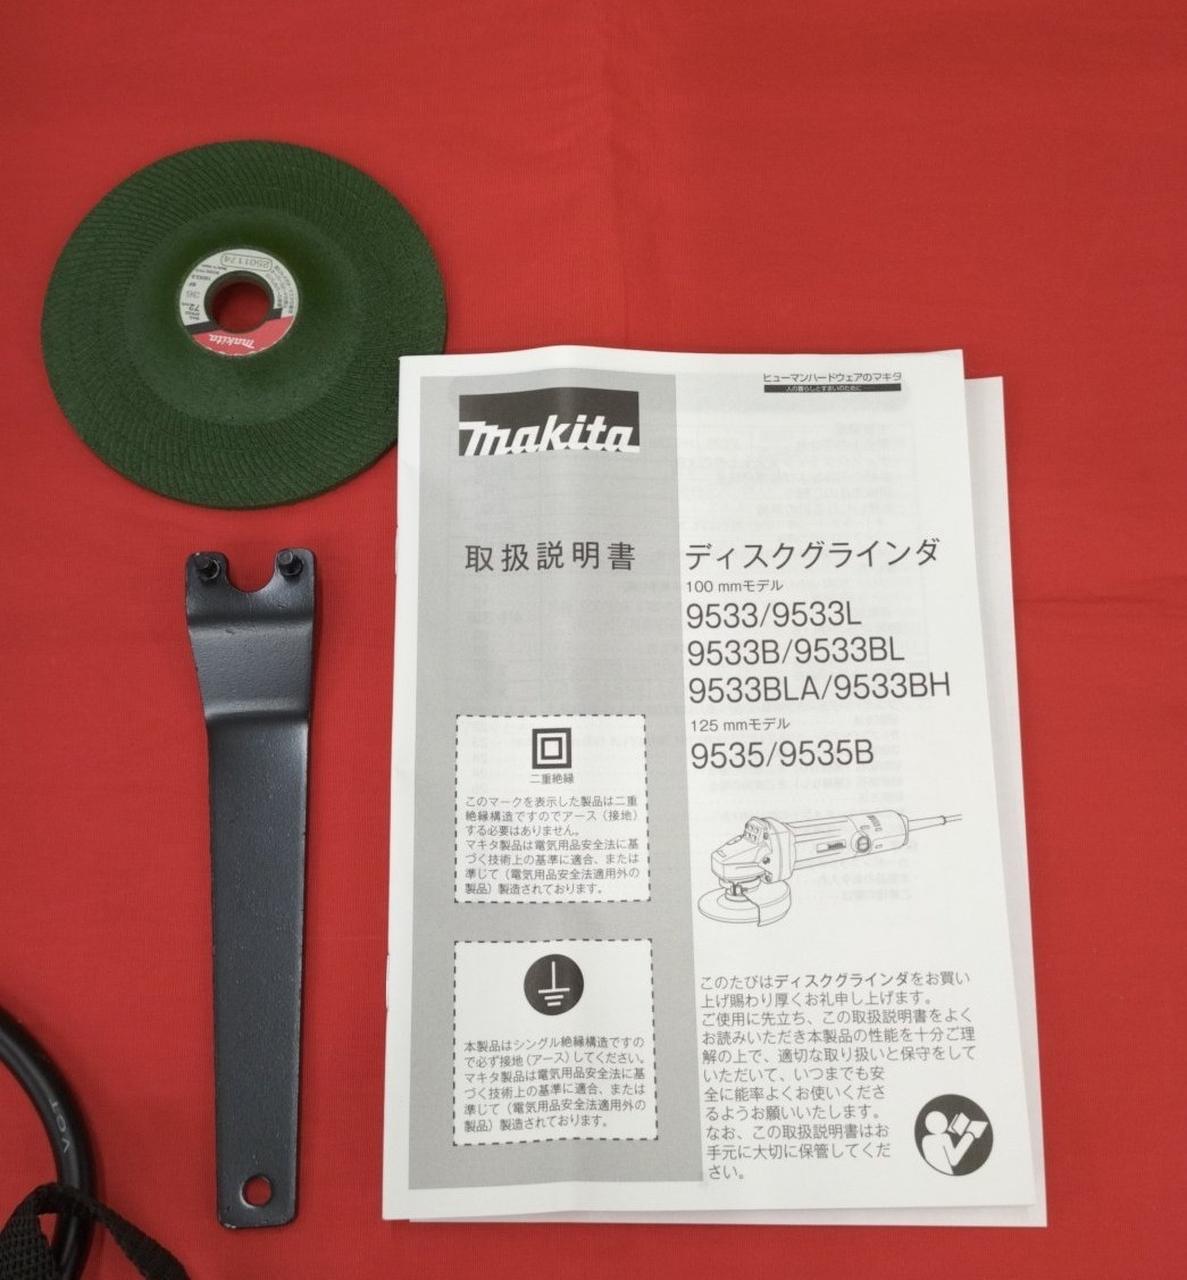 2501174
36
72
makita
ヒューマンハードウェアのマキタ
人の暮らしとすまいのために
makita
取扱説明書
ディスクグラインダ
100 mmモデル
9533/9533L
9533B/9533BL
9533BLA/9533BH
125 mmモデル
9535/9535B
二重絶縁
このマークを表示した製品は二重
絶縁構造ですのでアース（接地）
する必要はありません。
マキタ製品は電気用品安全法に基
づく技術上の基準に適合、または
準じて（電気用品安全法適用外の
製品）製造されております。
本製品はシングル絶縁構造ですの
で必ず接地（アース）してください。
マキタ製品は電気用品安全法に基
づく技術上の基準に適合、または
準じて（電気用品安全法適用外の
製品）製造されております。
このたびはディスクグラインダをお買い
上げ賜わり厚くお礼申し上げます。
ご使用に先立ち、この取扱説明書をよく
お読みいただき本製品の性能を十分ご理
解の上で、適切な取り扱いと保守をして
いただいて、いつまでも安
全に能率よくお使いくださ
るようお願いいたします。
なお、この取扱説明書はお
手元に大切に保管してくだ
さい。
VCT